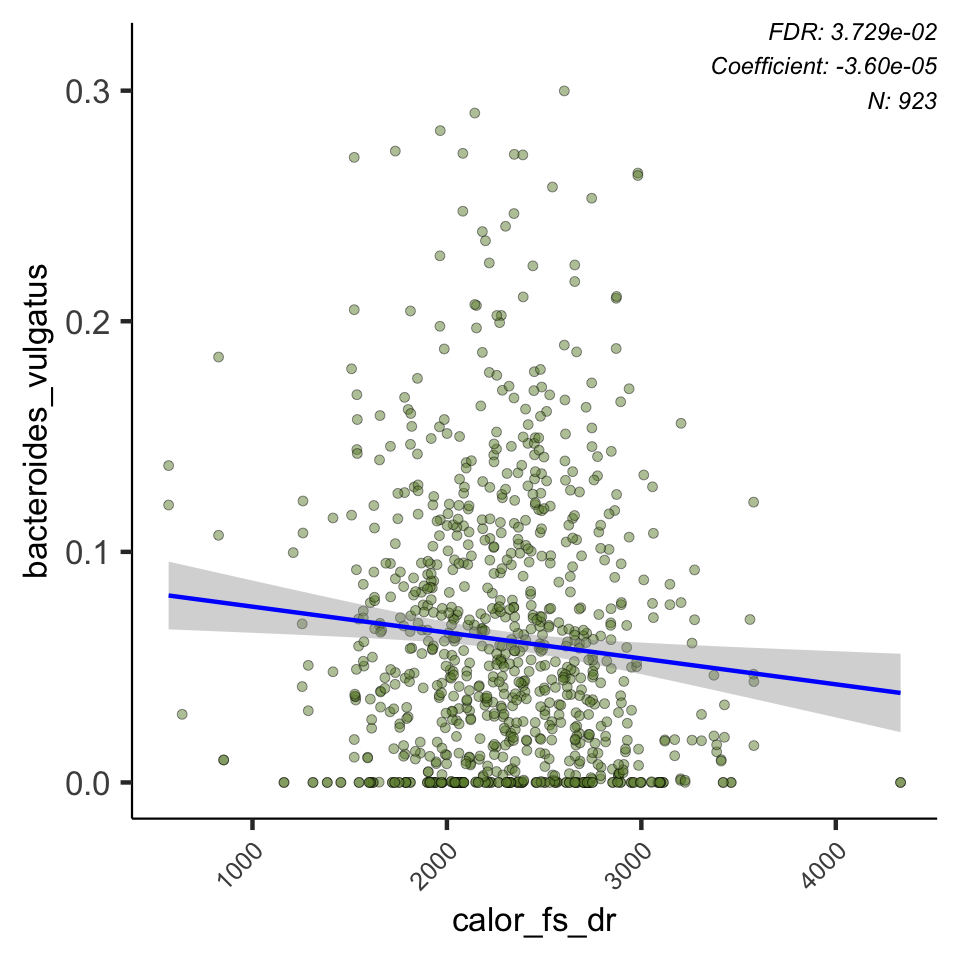 FDR: 3.729e-02
Coefficient: -3.60e-05
N: 923
bacteroides_vulgatus
0.3
0.2
0.1
0.0
1000
2000
3000
4000
calor_fs_dr